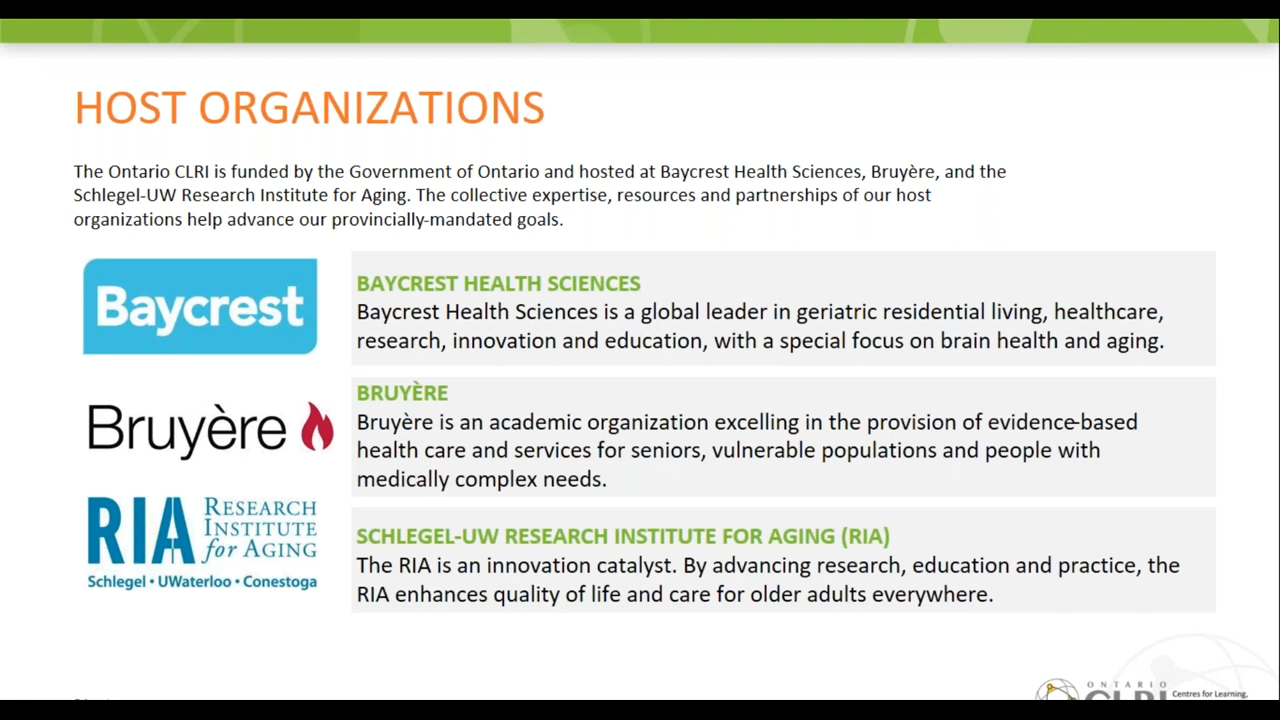 HOST ORGANIZATIONS
The Ontario CLRI is funded by the Government of Ontario and hosted at Baycrest Health Sciences, Bruyère, and the
Schlegel-UW Research Institute for Aging. The collective expertise, resources and partnerships of our host
organizations help advance our provincially-mandated goals.
Baycrest
BAYCREST HEALTH SCIENCES
Baycrest Health Sciences is a global leader in geriatric residential living, healthcare,
research, innovation and education, with a special focus on brain health and aging.
Bruyère
BRUYÈRE
Bruyère is an academic organization excelling in the provision of evidence-based
health care and services for seniors, vulnerable populations and people with
medically complex needs.
RIA RESEARCH
INSTITUTE
for AGING
Schlegel • UWaterloo • Conestoga
SCHLEGEL-UW RESEARCH INSTITUTE FOR AGING (RIA)
The RIA is an innovation catalyst. By advancing research, education and practice, the
RIA enhances quality of life and care for older adults everywhere.
ONTARIO
CLRI Centres for Learning,